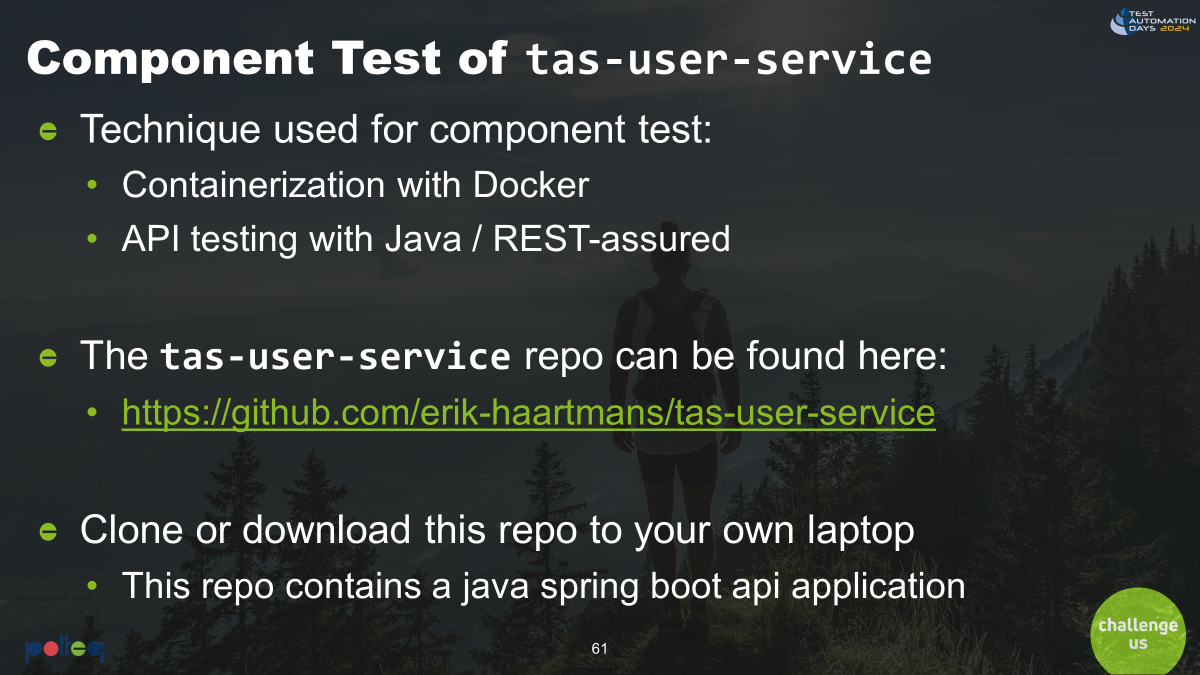 TEST
AUTOMATION
DAYS 2024
Component Test of tas-user-service
Technique used for component test:
• Containerization with Docker
• API testing with Java / REST-assured
The tas-user-service repo can be found here:
• https://github.com/erik-haartmans/tas-user-service
Clone or download this repo to your own laptop
• This repo contains a java spring boot api application
polteq
61
challenge
us